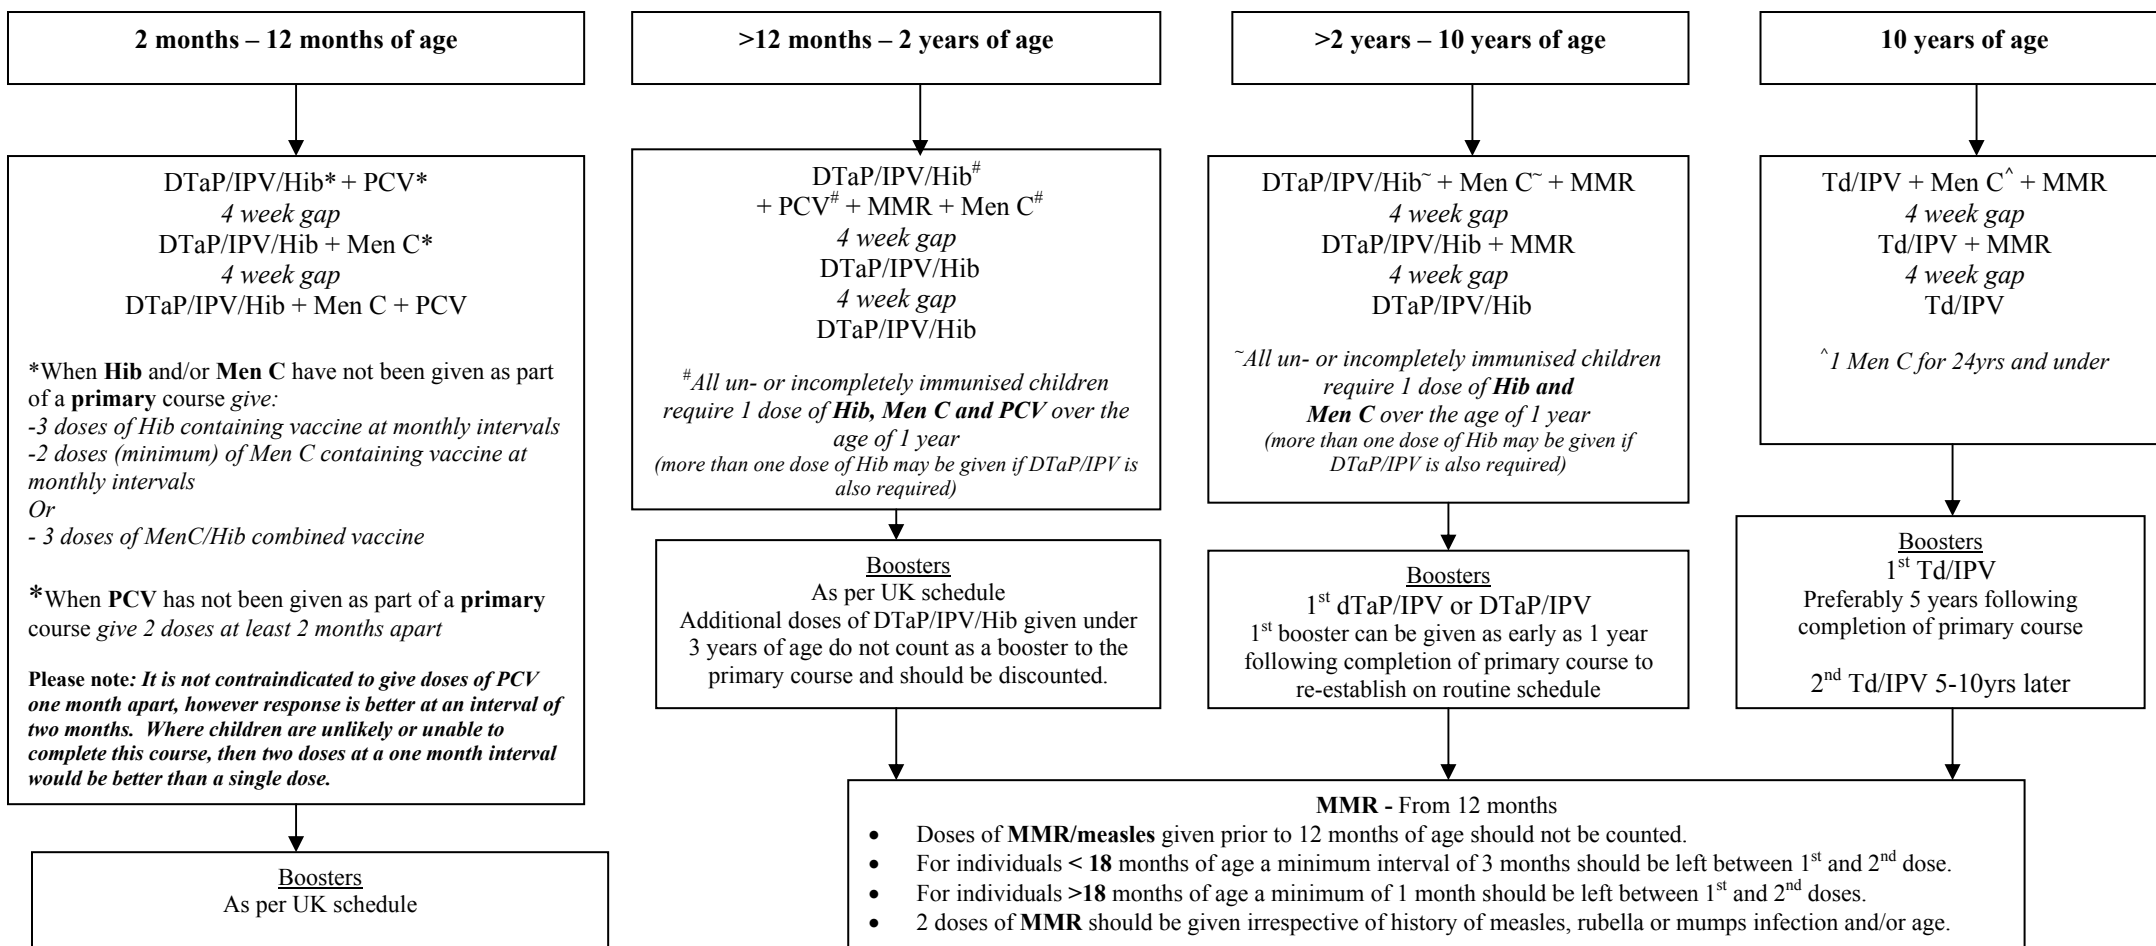 2 months – 12 months of age
DTaP/IPV/Hib* + PCV*
4 week gap
DTaP/IPV/Hib + Men C*
4 week gap
DTaP/IPV/Hib + Men C + PCV
*When Hib and/or Men C have not been given as part
of a primary course give:
-3 doses of Hib containing vaccine at monthly intervals
-2 doses (minimum) of Men C containing vaccine at
monthly intervals
Or
- 3 doses of MenC/Hib combined vaccine
*When PCV has not been given as part of a primary
course give 2 doses at least 2 months apart
Please note: It is not contraindicated to give doses of PCV
one month apart, however response is better at an interval of
two months. Where children are unlikely or unable to
complete this course, then two doses at a one month interval
would be better than a single dose.
Boosters
As per UK schedule
>12 months – 2 years of age
DTaP/IPV/Hib#
+ PCV# + MMR + Men C#
4 week gap
DTaP/IPV/Hib
4 week gap
DTaP/IPV/Hib
#All un- or incompletely immunised children
require 1 dose of Hib, Men C and PCV over the
age of 1 year
(more than one dose of Hib may be given if DTaP/IPV is
also required)
Boosters
As per UK schedule
Additional doses of DTaP/IPV/Hib given under
3 years of age do not count as a booster to the
primary course and should be discounted.
>2 years – 10 years of age
DTaP/IPV/Hib~ + Men C~ + MMR
4 week gap
DTaP/IPV/Hib + MMR
4 week gap
DTaP/IPV/Hib
~All un- or incompletely immunised children
require 1 dose of Hib and
Men C over the age of 1 year
(more than one dose of Hib may be given if
DTaP/IPV is also required)
Boosters
1st dTaP/IPV or DTaP/IPV
1st booster can be given as early as 1 year
following completion of primary course to
re-establish on routine schedule
10 years of age
Td/IPV + Men C^ + MMR
4 week gap
Td/IPV + MMR
4 week gap
Td/IPV
^1 Men C for 24yrs and under
Boosters
1st Td/IPV
Preferably 5 years following
completion of primary course
2nd Td/IPV 5-10yrs later
MMR - From 12 months
• Doses of MMR/measles given prior to 12 months of age should not be counted.
• For individuals < 18 months of age a minimum interval of 3 months should be left between 1st and 2nd dose.
• For individuals >18 months of age a minimum of 1 month should be left between 1st and 2nd doses.
• 2 doses of MMR should be given irrespective of history of measles, rubella or mumps infection and/or age.